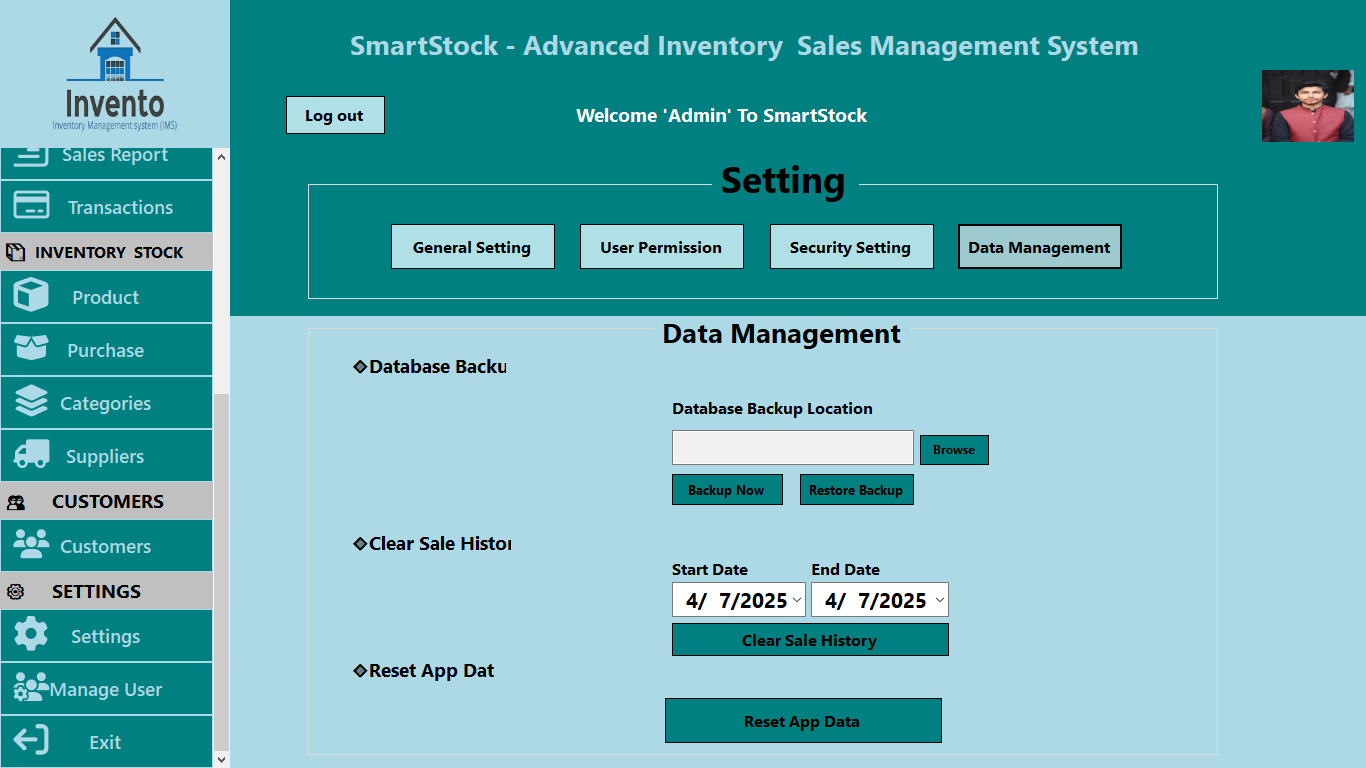 Invento
Inventory Management system (IMS)
Sales Report
Transactions
INVENTORY STOCK
Product
Purchase
Categories
Suppliers
CUSTOMERS
Customers
SETTINGS
Settings
Manage User
Exit
SmartStock - Advanced Inventory  Sales Management System
Log out
Welcome 'Admin' To SmartStock
Setting
General Setting
User Permission
Security Setting
Data Management
Data Management
Database Backu
Database Backup Location
Browse
Backup Now
Restore Backup
Clear Sale Histor
Start Date
End Date
4/ 7/2025
4/ 7/2025
Clear Sale History
Reset App Dat
Reset App Data